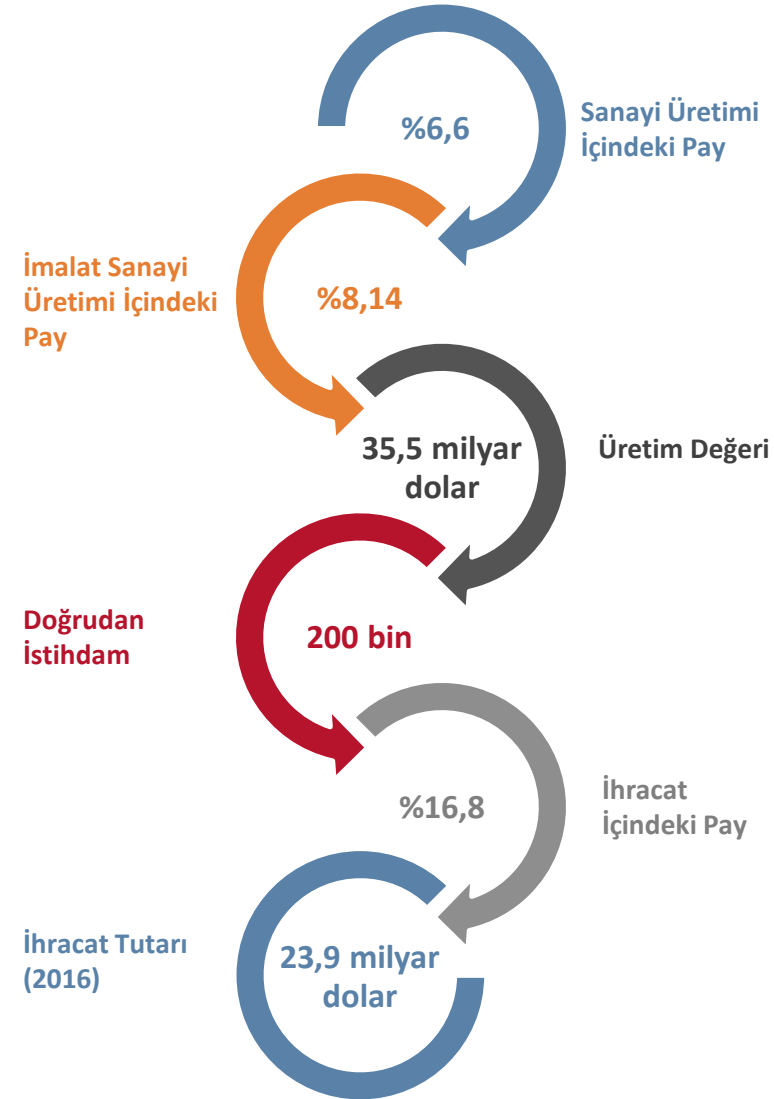 %6,6
Sanayi Üretimi
İçindeki Pay
İmalat Sanayi
Üretimi İçindeki
Pay
%8,14
35,5 milyar
dolar
Üretim Değeri
Doğrudan
İstihdam
200 bin
%16,8
İhracat
İçindeki Pay
İhracat Tutarı
(2016)
23,9 milyar
dolar